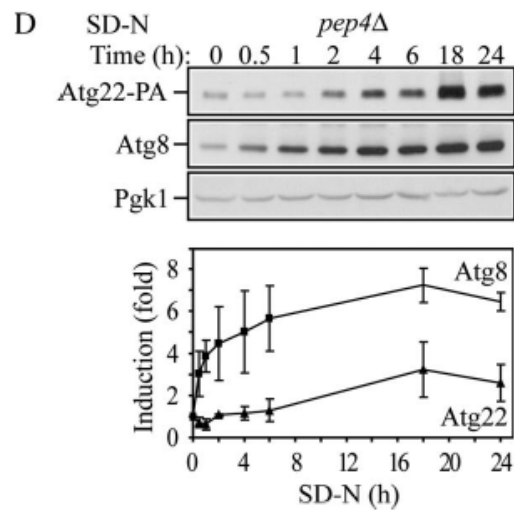 D SD-N pep4Δ
Time (h): 0 0.5 1 2 4 6 18 24
Atg22-PA
Atg8
Pgk1
8
6
4
2
0
Induction (fold)
Atg8
Atg22
0 4 8 12 16 20 24
SD-N (h)